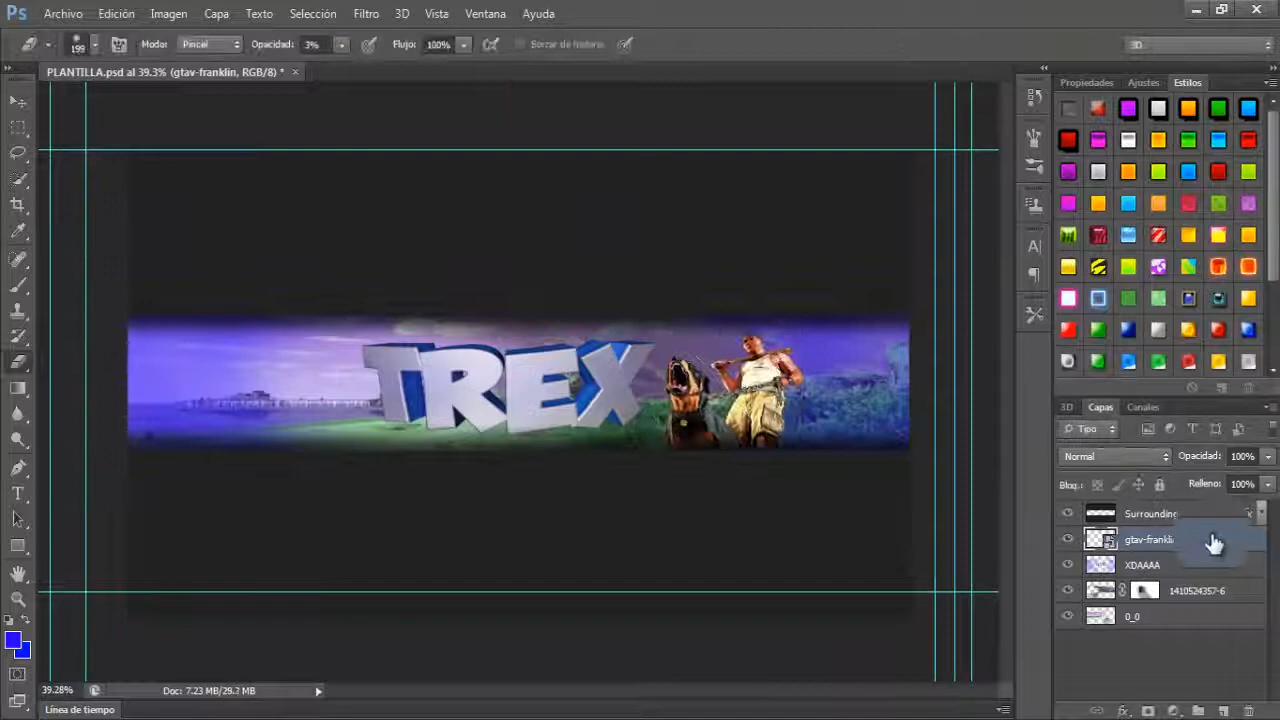 Ps Archivo Edición Imagen Capa Texto Selección Filtro 3D Vista Ventana Ayuda
199 Modo: Pincel Opacidad: 3% Flujo: 100% Borrar de historia 3D
PLANTILLA.psd al 39.3% (gtav-franklin, RGB/8) * ×
Propiedades Ajustes Estilos
TREX
3D Capas Canales
Tipo
Normal Opacidad: 100%
Bloq.: Relleno: 100%
Surrounding
gtav-franklin
XDAAAA
1410524357-6
0_0
39.28% Doc: 7.23 MB/29.2 MB
Línea de tiempo